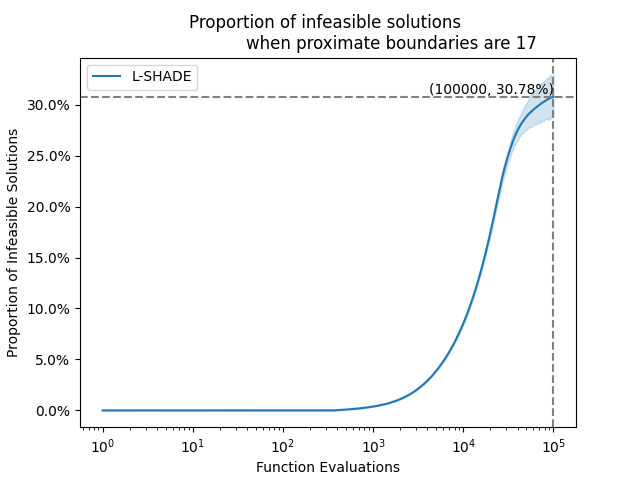 Proportion of infeasible solutions
when proximate boundaries are 17
L-SHADE
(100000, 30.78%)
30.0%
25.0%
20.0%
15.0%
10.0%
5.0%
0.0%
Proportion of Infeasible Solutions
10⁰ 10¹ 10² 10³ 10⁴ 10⁵
Function Evaluations